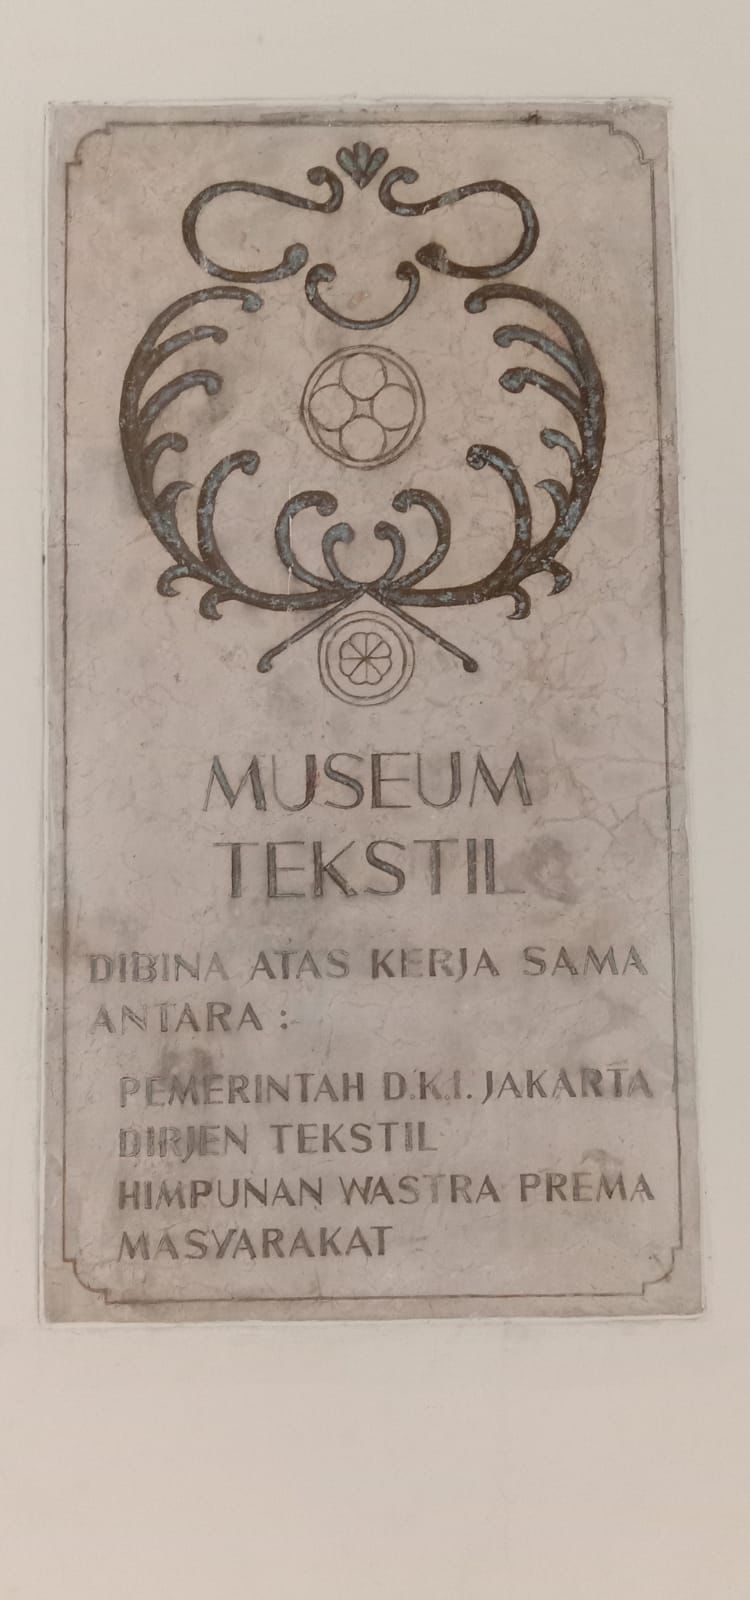 MUSEUM
TEKSTIL
DIBINA ATAS KERJA SAMA
ANTARA :
PEMERINTAH D.K.I. JAKARTA
DIRJEN TEKSTIL
HIMPUNAN WASTRA PREMA
MASYARAKAT